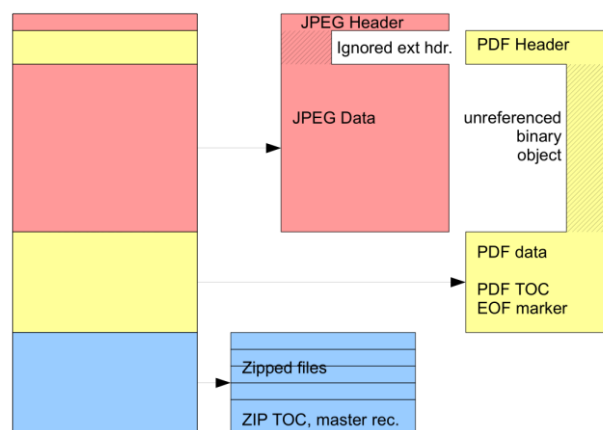 JPEG Header
Ignored ext hdr.
PDF Header
JPEG Data
unreferenced
binary
object
PDF data
PDF TOC
EOF marker
Zipped files
ZIP TOC, master rec.